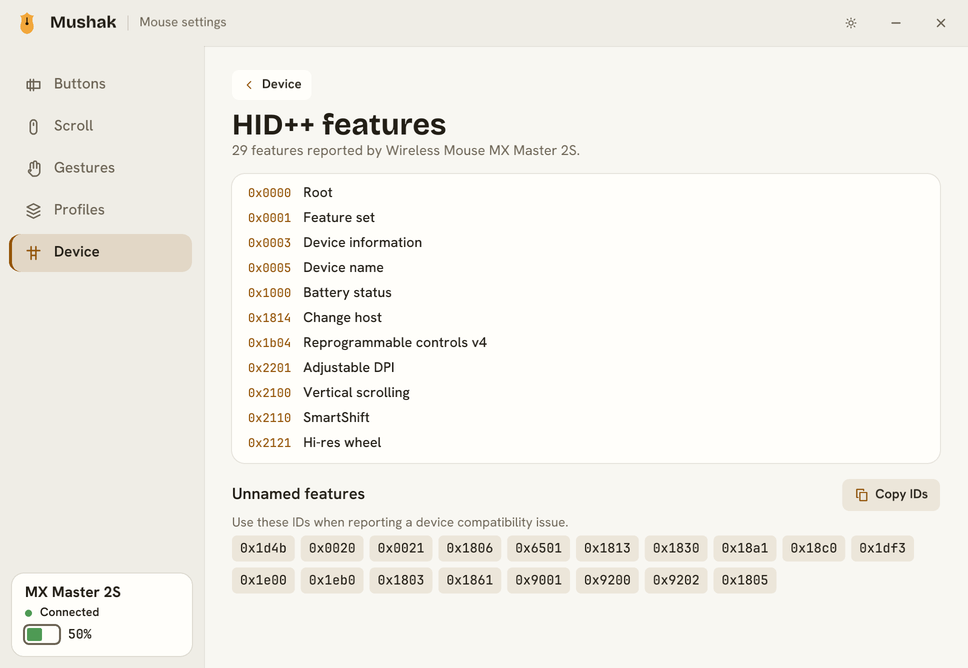 Mushak | Mouse settings
Buttons
Scroll
Gestures
Profiles
Device
Device
HID++ features
29 features reported by Wireless Mouse MX Master 2S.
0x0000 Root
0x0001 Feature set
0x0003 Device information
0x0005 Device name
0x1000 Battery status
0x1814 Change host
0x1b04 Reprogrammable controls v4
0x2201 Adjustable DPI
0x2100 Vertical scrolling
0x2110 SmartShift
0x2121 Hi-res wheel
Unnamed features
Copy IDs
Use these IDs when reporting a device compatibility issue.
0x1d4b 0x0020 0x0021 0x1806 0x6501 0x1813 0x1830 0x18a1 0x18c0 0x1df3
0x1e00 0x1eb0 0x1803 0x1861 0x9001 0x9200 0x9202 0x1805
MX Master 2S
Connected
50%